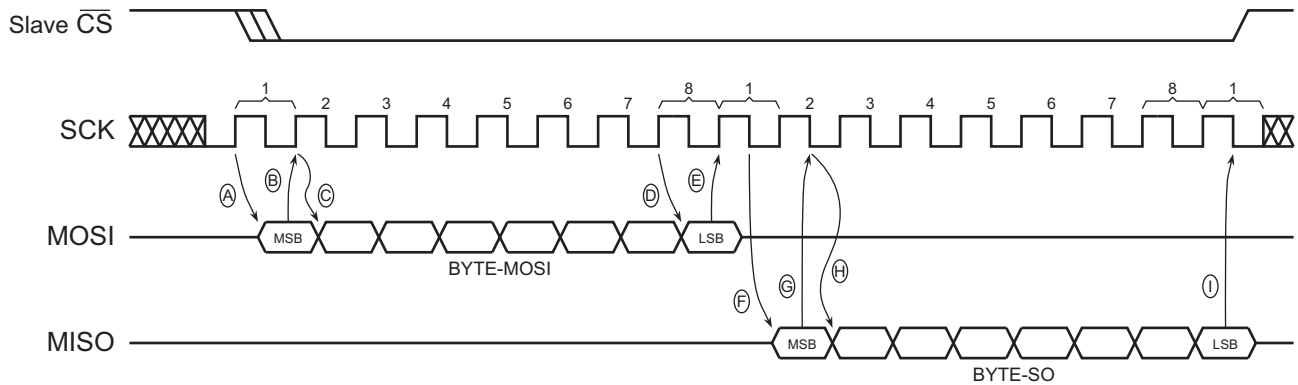 Slave CS
1 2 3 4 5 6 7 8 1 2 3 4 5 6 7 8 1
SCK
A B C D E
MOSI MSB LSB
BYTE-MOSI
F G H I
MISO MSB LSB
BYTE-SO